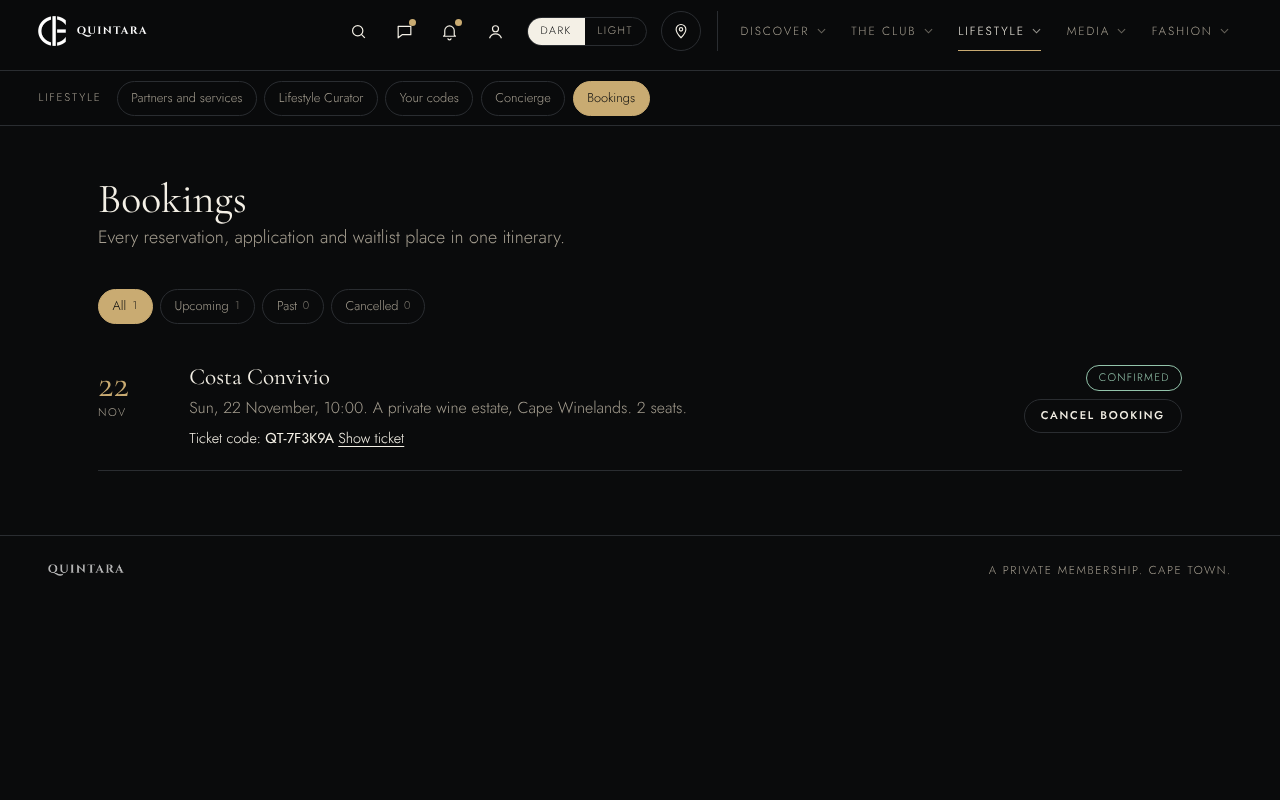 QUINTARA
DARK LIGHT
DISCOVER THE CLUB LIFESTYLE MEDIA FASHION
LIFESTYLE Partners and services Lifestyle Curator Your codes Concierge Bookings
Bookings
Every reservation, application and waitlist place in one itinerary.
All 1 Upcoming 1 Past 0 Cancelled 0
22
NOV
Costa Convivio
Sun, 22 November, 10:00. A private wine estate, Cape Winelands. 2 seats.
Ticket code: QT-7F3K9A Show ticket
CONFIRMED
CANCEL BOOKING
QUINTARA
A PRIVATE MEMBERSHIP. CAPE TOWN.